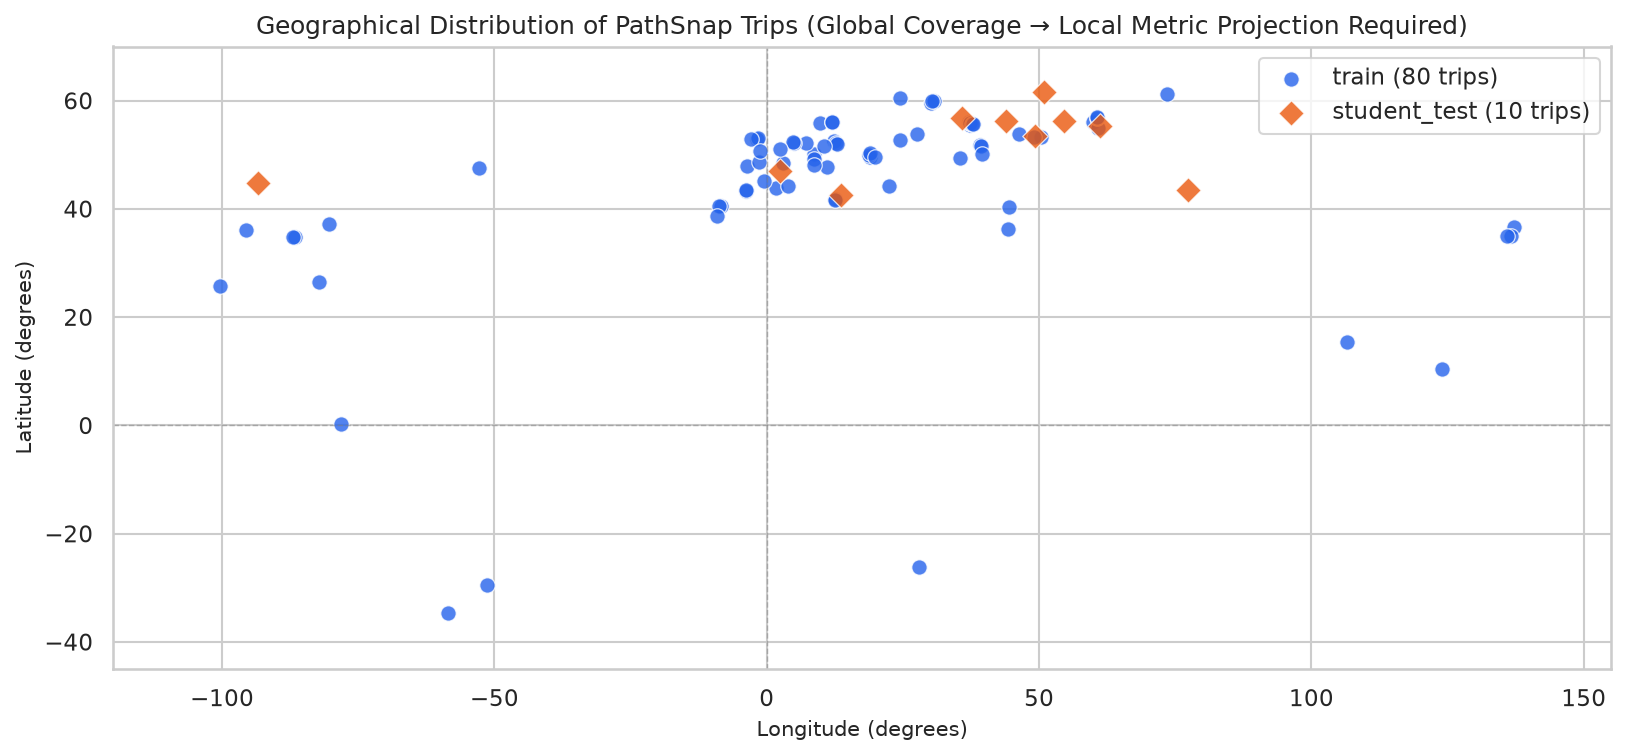 Geographical Distribution of PathSnap Trips (Global Coverage → Local Metric Projection Required)
train (80 trips)
student_test (10 trips)
Latitude (degrees)
60
40
20
0
−20
−40
−100
−50
0
50
100
150
Longitude (degrees)